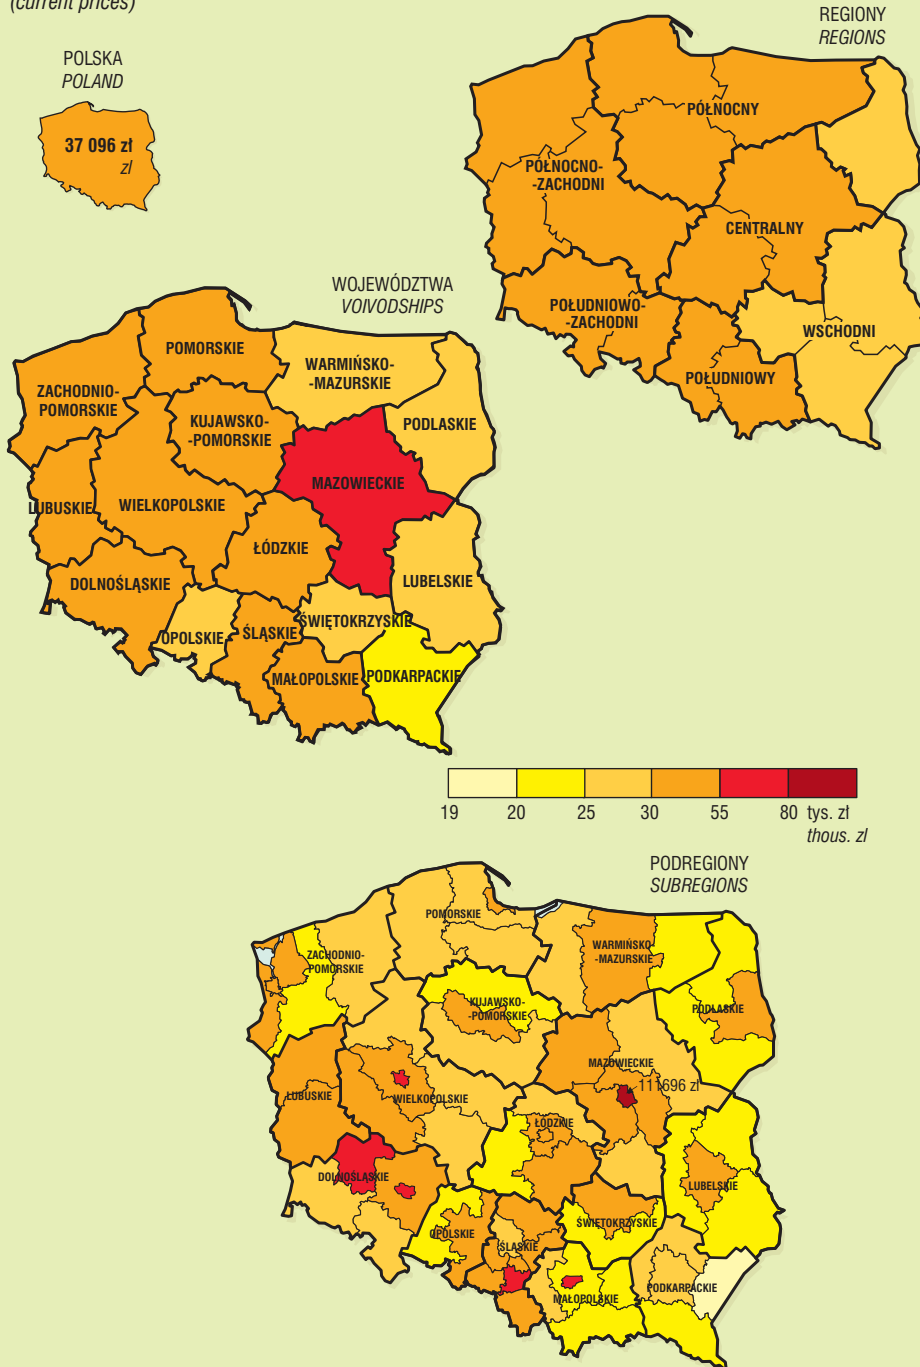 (current prices)
POLSKA
POLAND
37 096 zł
zl
REGIONY
REGIONS
PÓŁNOCNY
PÓŁNOCNO-
-ZACHODNI
CENTRALNY
POŁUDNIOWO-
-ZACHODNI
WSCHODNI
POŁUDNIOWY
WOJEWÓDZTWA
VOIVODSHIPS
POMORSKIE
WARMIŃSKO-
-MAZURSKIE
ZACHODNIO-
POMORSKIE
KUJAWSKO-
-POMORSKIE
PODLASKIE
MAZOWIECKIE
LUBUSKIE
WIELKOPOLSKIE
ŁÓDZKIE
DOLNOŚLĄSKIE
LUBELSKIE
OPOLSKIE
ŚLĄSKIE
ŚWIĘTOKRZYSKIE
MAŁOPOLSKIE
PODKARPACKIE
19 20 25 30 55 80 tys. zł
thous. zl
PODREGIONY
SUBREGIONS
POMORSKIE
WARMIŃSKO
-MAZURSKIE
ZACHODNIO-
POMORSKIE
KUJAWSKO-
-POMORSKIE
PODLASKIE
MAZOWIECKIE
111696 zł
LUBUSKIE
WIELKOPOLSKIE
ŁÓDZKIE
DOLNOŚLĄSKIE
LUBELSKIE
OPOLSKIE
ŚLĄSKIE
ŚWIĘTOKRZYSKIE
MAŁOPOLSKIE
PODKARPACKIE